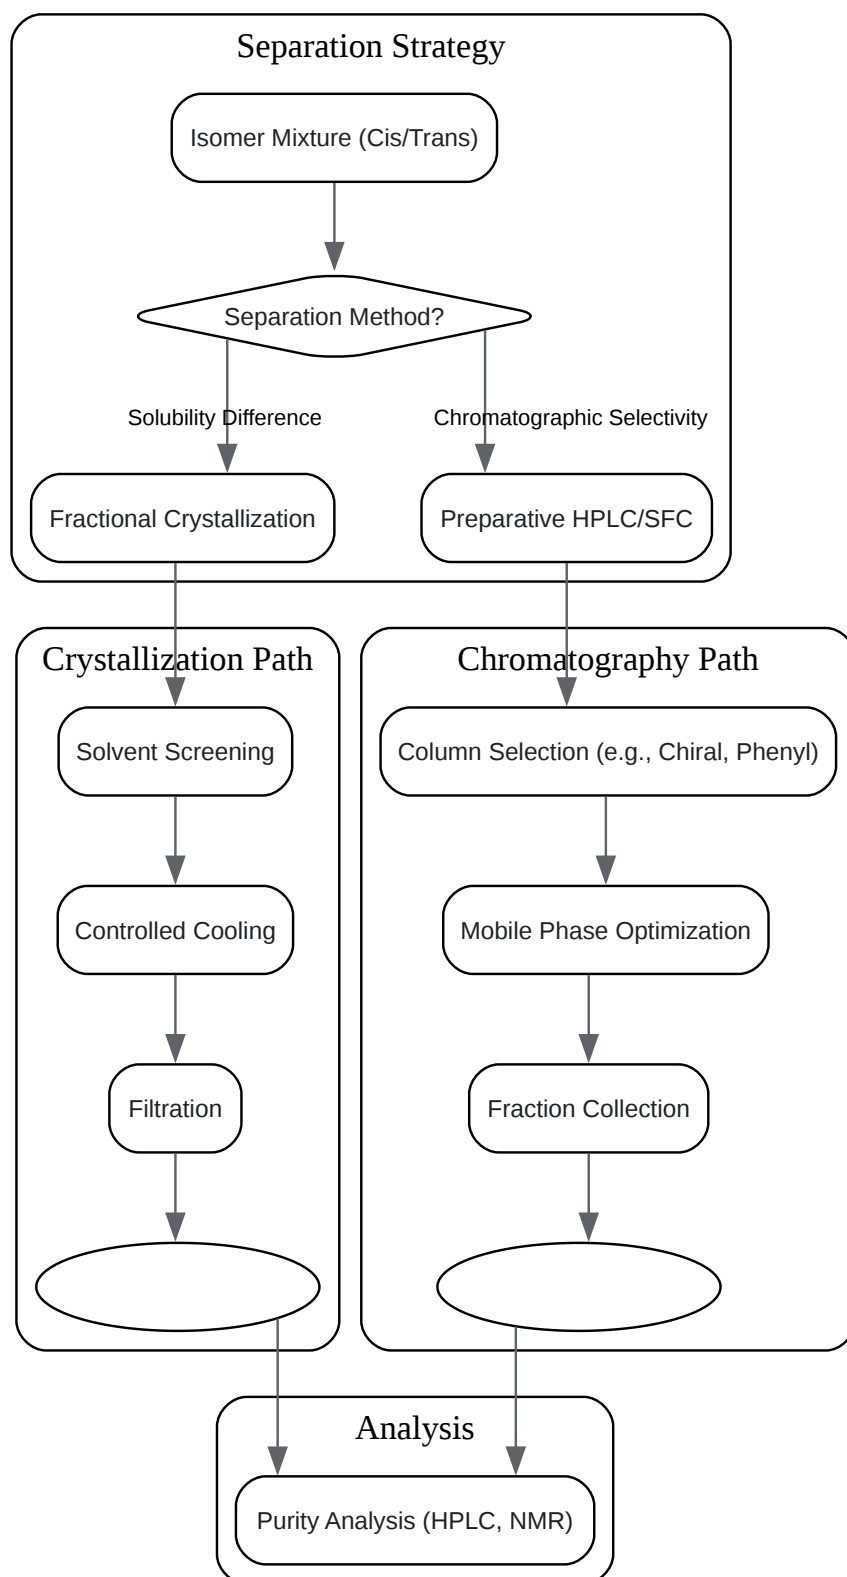 Separation Strategy
Isomer Mixture (Cis/Trans)
Separation Method?
Solubility Difference
Chromatographic Selectivity
Fractional Crystallization
Preparative HPLC/SFC
Crystallization Path
Solvent Screening
Controlled Cooling
Filtration
Chromatography Path
Column Selection (e.g., Chiral, Phenyl)
Mobile Phase Optimization
Fraction Collection
Analysis
Purity Analysis (HPLC, NMR)